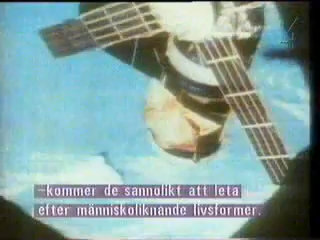 –kommer de sannolikt att leta
efter människoliknande livsformer.